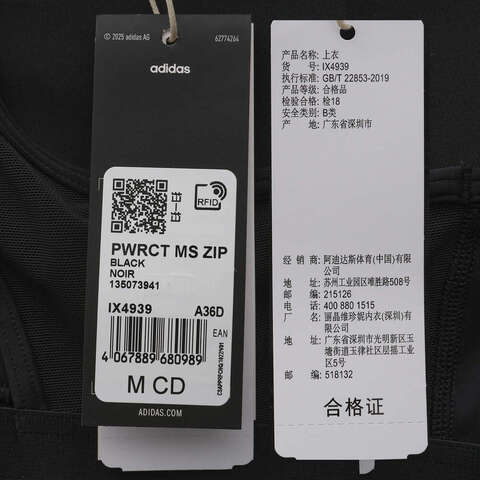 © 2025 adidas AG
62774264
adidas
RFID
PWRCT MS ZIP
BLACK
NOIR
135073941
IX4939 A36D
EAN
4 067889 680989
M CD
ADIDAS.COM
产品名称: 上衣
货 号: IX4939
执行标准: GB/T 22853-2019
产品等级: 合格品
检验合格: 检18
安全类别: B类
产 地: 广东省深圳市
经 销 商: 阿迪达斯体育(中国)有限
公司
地 址: 苏州工业园区唯胜路508号
邮 编: 215126
电 话: 400 880 1515
厂 名: 丽晶维珍妮内衣(深圳)有
限公司
地 址: 广东省深圳市光明新区玉
塘街道玉律社区工业层
区5号
邮 编: 518132
合格证